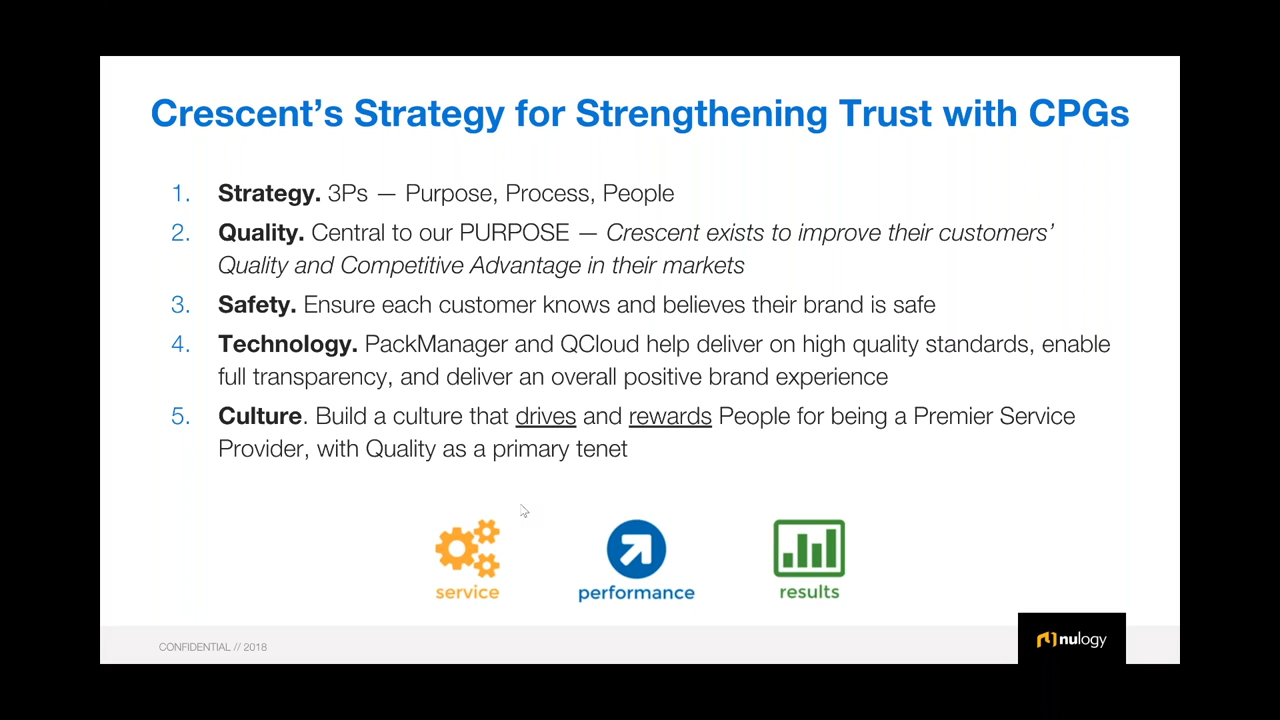 Crescent’s Strategy for Strengthening Trust with CPGs
1. Strategy. 3Ps — Purpose, Process, People
2. Quality. Central to our PURPOSE — Crescent exists to improve their customers’
Quality and Competitive Advantage in their markets
3. Safety. Ensure each customer knows and believes their brand is safe
4. Technology. PackManager and QCloud help deliver on high quality standards, enable
full transparency, and deliver an overall positive brand experience
5. Culture. Build a culture that drives and rewards People for being a Premier Service
Provider, with Quality as a primary tenet
service performance results
CONFIDENTIAL // 2018
nulogy